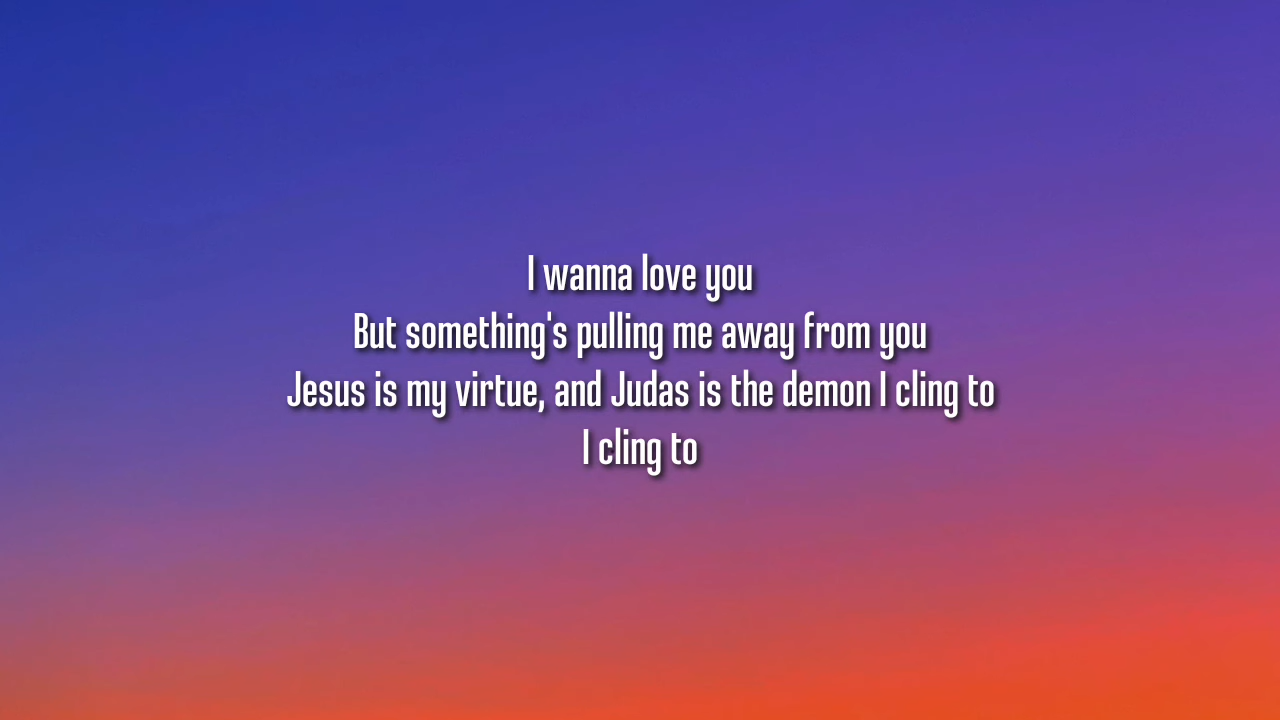 I wanna love you
But something's pulling me away from you
Jesus is my virtue, and Judas is the demon I cling to
I cling to